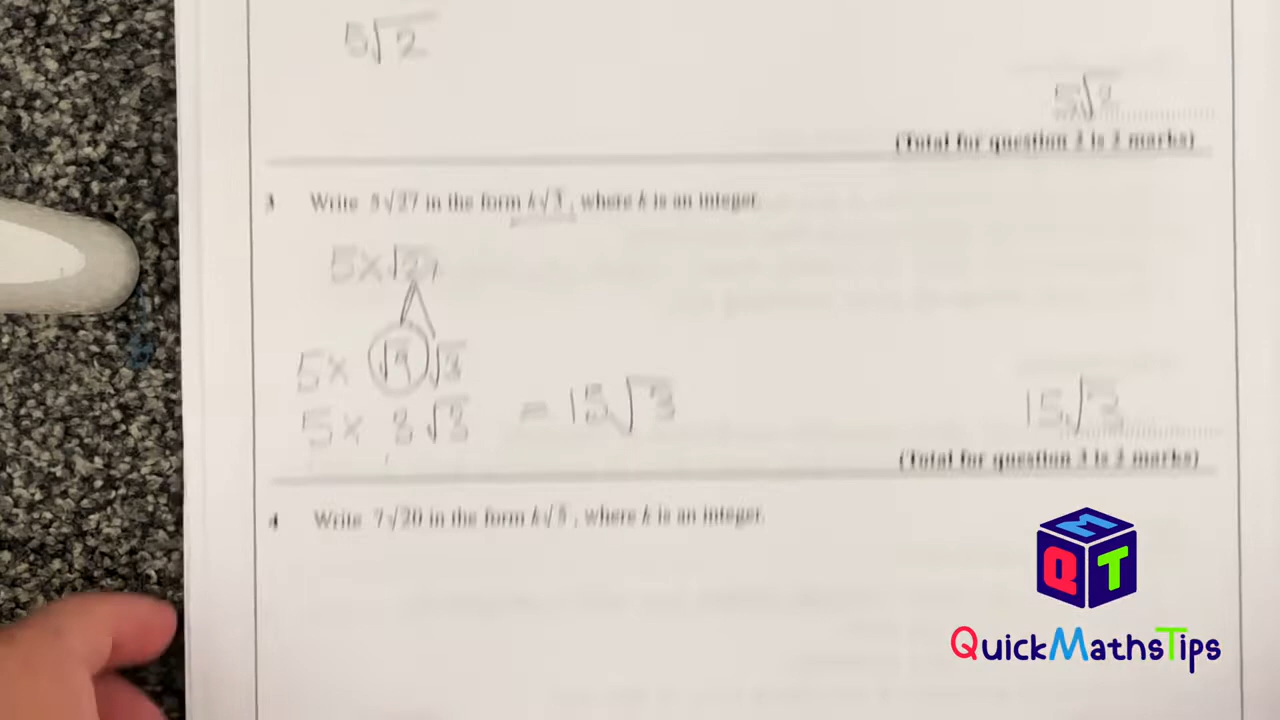 5√2
5√2
(Total for question 2 is 2 marks)
3 Write 5√27 in the form k√3 , where k is an integer.
5×√27
5× √9 √3
5× 3√3 = 15√3
15√3
(Total for question 3 is 2 marks)
4 Write 7√20 in the form k√5 , where k is an integer.
M
Q T
QuickMathsTips